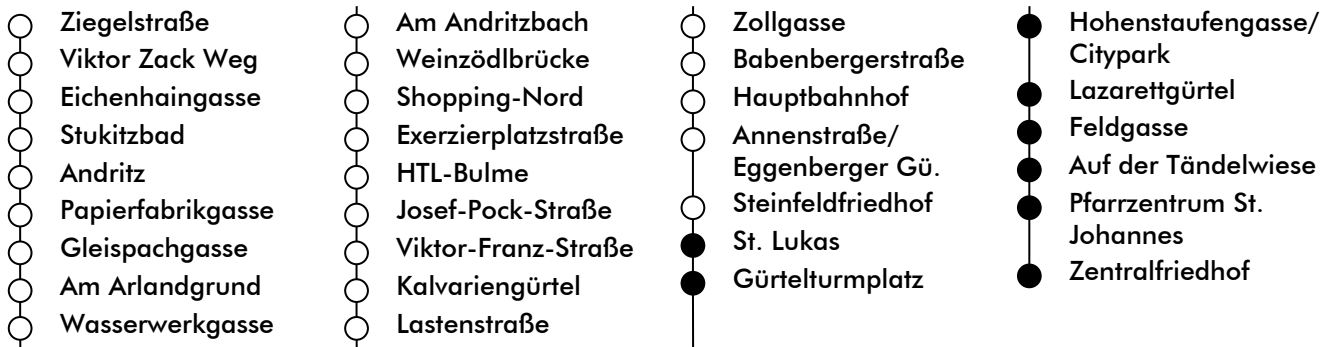 Ziegelstraße
Viktor Zack Weg
Eichenhaingasse
Stukitzbad
Andritz
Papierfabrikgasse
Gleispachgasse
Am Arlandgrund
Wasserwerkgasse
Am Andritzbach
Weinzödlbrücke
Shopping-Nord
Exerzierplatzstraße
HTL-Bulme
Josef-Pock-Straße
Viktor-Franz-Straße
Kalvariengürtel
Lastenstraße
Zollgasse
Babenbergerstraße
Hauptbahnhof
Annenstraße/
Eggenberger Gü.
Steinfeldfriedhof
St. Lukas
Gürtelturmplatz
Hohenstaufengasse/
Citypark
Lazarettgürtel
Feldgasse
Auf der Tändelwiese
Pfarrzentrum St.
Johannes
Zentralfriedhof